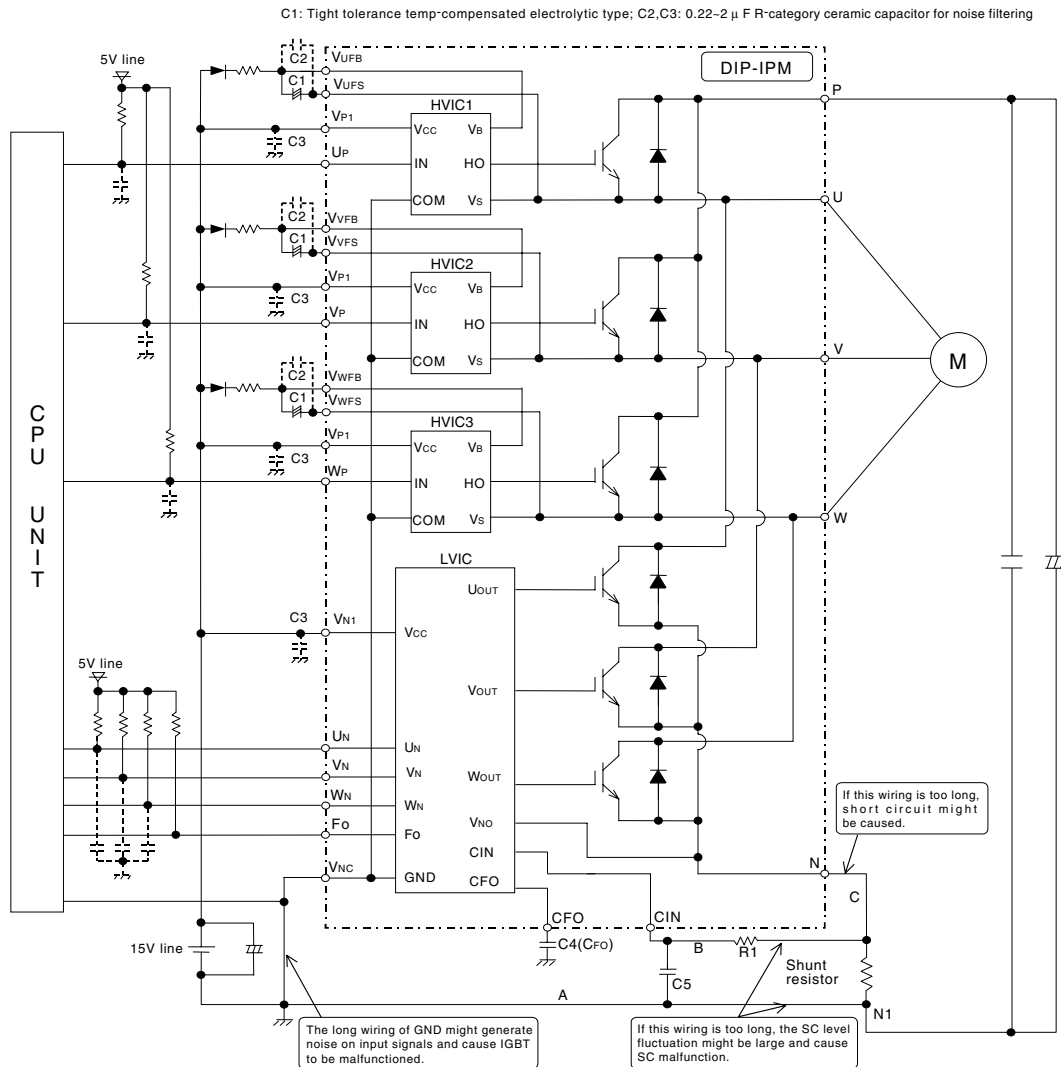 C1: Tight tolerance temp-compensated electrolytic type; C2,C3: 0.22~2 μ F R-category ceramic capacitor for noise filtering
5V line
C2
VUFB
C1
VUFS
DIP-IPM
P
HVIC1
VP1
C3
VCC
VB
UP
IN
HO
COM
VS
U
C2
VVFB
C1
VVFS
HVIC2
VP1
C3
VCC
VB
VP
IN
HO
COM
VS
V
M
C2
VWFB
C1
VWFS
HVIC3
VP1
C3
VCC
VB
WP
IN
HO
COM
VS
W
CPU UNIT
LVIC
UOUT
C3
VN1
VCC
5V line
VOUT
UN
UN
VN
VN
WOUT
WN
WN
If this wiring is too long,
short circuit might
be caused.
FO
Fo
VNO
CIN
VNC
GND
CFO
N
C
CFO
CIN
15V line
C4(CFO)
B
R1
C5
Shunt
resistor
A
N1
The long wiring of GND might generate
noise on input signals and cause IGBT
to be malfunctioned.
If this wiring is too long, the SC level
fluctuation might be large and cause
SC malfunction.